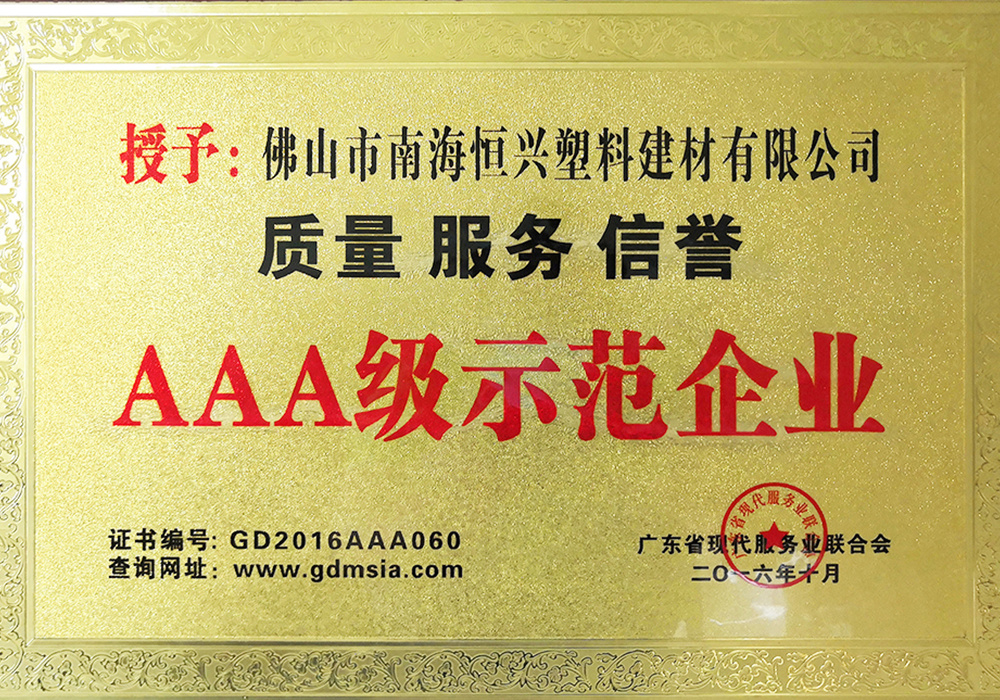 授予：佛山市南海恒兴塑料建材有限公司
质量 服务 信誉
AAA级示范企业
证书编号：GD2016AAA060
查询网址：www.gdmsia.com
广东省现代服务业联合会
二〇一六年十月